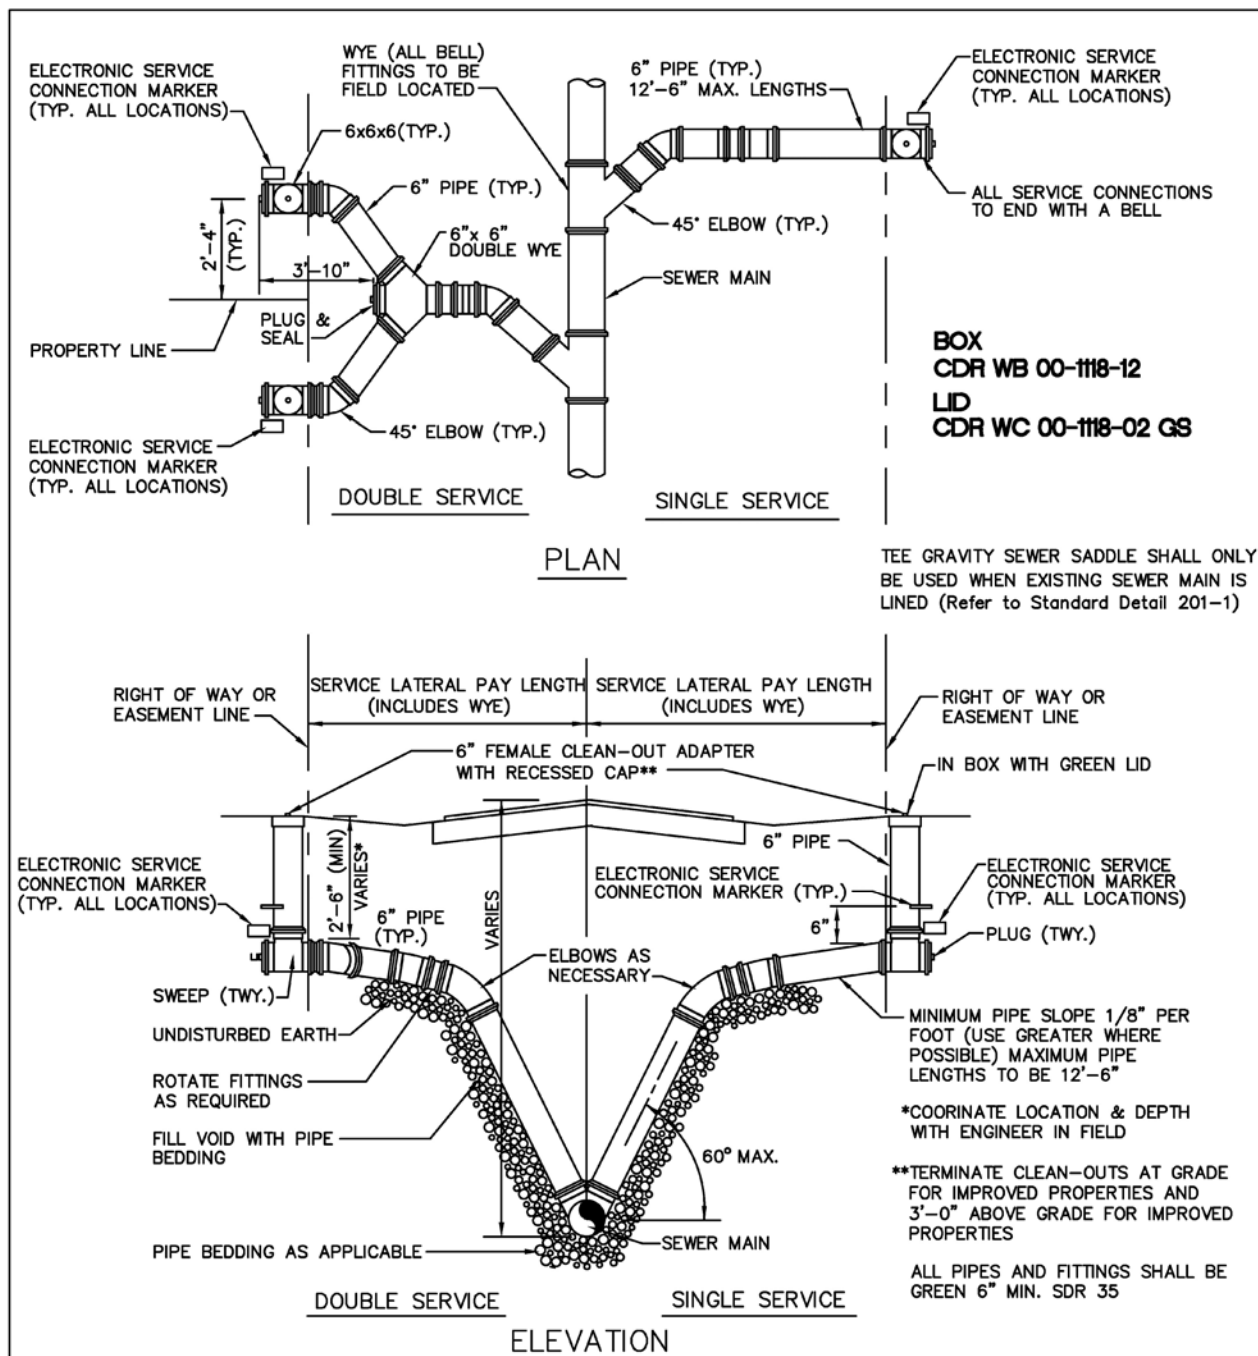 ELECTRONIC SERVICE
CONNECTION MARKER
(TYP. ALL LOCATIONS)
WYE (ALL BELL)
FITTINGS TO BE
FIELD LOCATED
6" PIPE (TYP.)
12'-6" MAX. LENGTHS
ELECTRONIC SERVICE
CONNECTION MARKER
(TYP. ALL LOCATIONS)
6x6x6(TYP.)
6" PIPE (TYP.)
6"x 6"
DOUBLE WYE
2'-4"
(TYP.)
3'-10"
PLUG &
SEAL
PROPERTY LINE
45° ELBOW (TYP.)
ALL SERVICE CONNECTIONS
TO END WITH A BELL
SEWER MAIN
BOX
CDR WB 00-1118-12
LID
CDR WC 00-1118-02 GS
45° ELBOW (TYP.)
ELECTRONIC SERVICE
CONNECTION MARKER
(TYP. ALL LOCATIONS)
DOUBLE SERVICE
SINGLE SERVICE
PLAN
TEE GRAVITY SEWER SADDLE SHALL ONLY
BE USED WHEN EXISTING SEWER MAIN IS
LINED (Refer to Standard Detail 201-1)
RIGHT OF WAY OR
EASEMENT LINE
SERVICE LATERAL PAY LENGTH
(INCLUDES WYE)
SERVICE LATERAL PAY LENGTH
(INCLUDES WYE)
RIGHT OF WAY OR
EASEMENT LINE
6" FEMALE CLEAN-OUT ADAPTER
WITH RECESSED CAP**
IN BOX WITH GREEN LID
ELECTRONIC SERVICE
CONNECTION MARKER
(TYP. ALL LOCATIONS)
2'-6" (MIN)
VARIES*
6" PIPE
(TYP.)
VARIES
6" PIPE
ELECTRONIC SERVICE
CONNECTION MARKER (TYP.)
6"
ELECTRONIC SERVICE
CONNECTION MARKER
(TYP. ALL LOCATIONS)
PLUG (TWY.)
ELBOWS AS
NECESSARY
SWEEP (TWY.)
UNDISTURBED EARTH
ROTATE FITTINGS
AS REQUIRED
FILL VOID WITH PIPE
BEDDING
PIPE BEDDING AS APPLICABLE
60° MAX.
SEWER MAIN
MINIMUM PIPE SLOPE 1/8" PER
FOOT (USE GREATER WHERE
POSSIBLE) MAXIMUM PIPE
LENGTHS TO BE 12'-6"
*COORINATE LOCATION & DEPTH
WITH ENGINEER IN FIELD
**TERMINATE CLEAN-OUTS AT GRADE
FOR IMPROVED PROPERTIES AND
3'-0" ABOVE GRADE FOR IMPROVED
PROPERTIES
ALL PIPES AND FITTINGS SHALL BE
GREEN 6" MIN. SDR 35
DOUBLE SERVICE
SINGLE SERVICE
ELEVATION